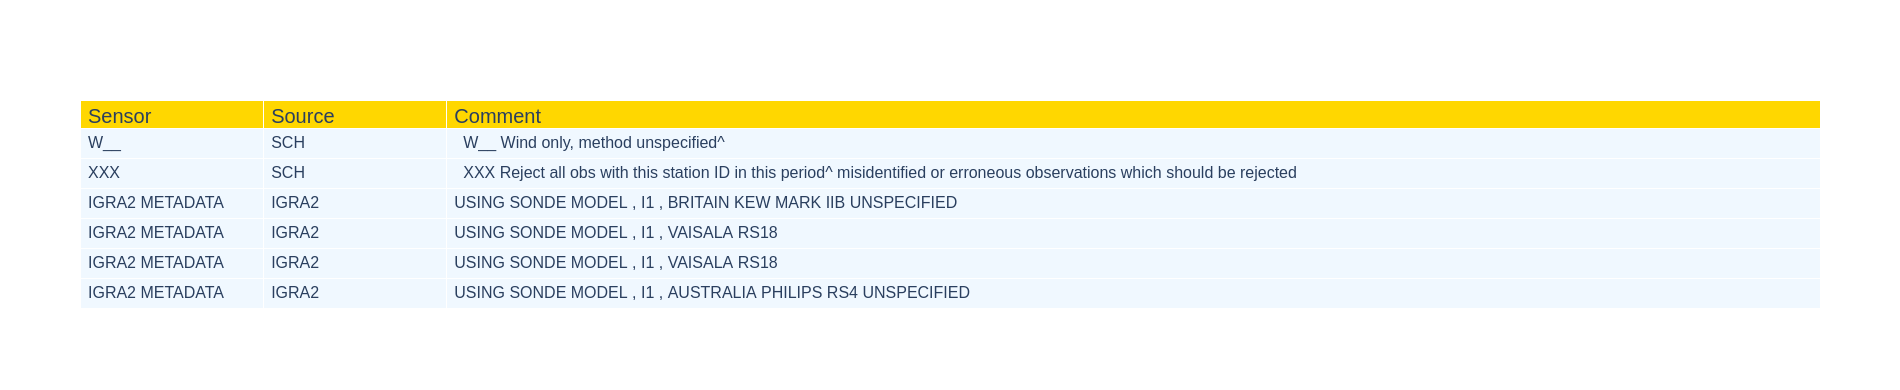 Sensor Source Comment
W__ SCH W__ Wind only, method unspecified^
XXX SCH XXX Reject all obs with this station ID in this period^ misidentified or erroneous observations which should be rejected
IGRA2 METADATA IGRA2 USING SONDE MODEL , I1 , BRITAIN KEW MARK IIB UNSPECIFIED
IGRA2 METADATA IGRA2 USING SONDE MODEL , I1 , VAISALA RS18
IGRA2 METADATA IGRA2 USING SONDE MODEL , I1 , VAISALA RS18
IGRA2 METADATA IGRA2 USING SONDE MODEL , I1 , AUSTRALIA PHILIPS RS4 UNSPECIFIED